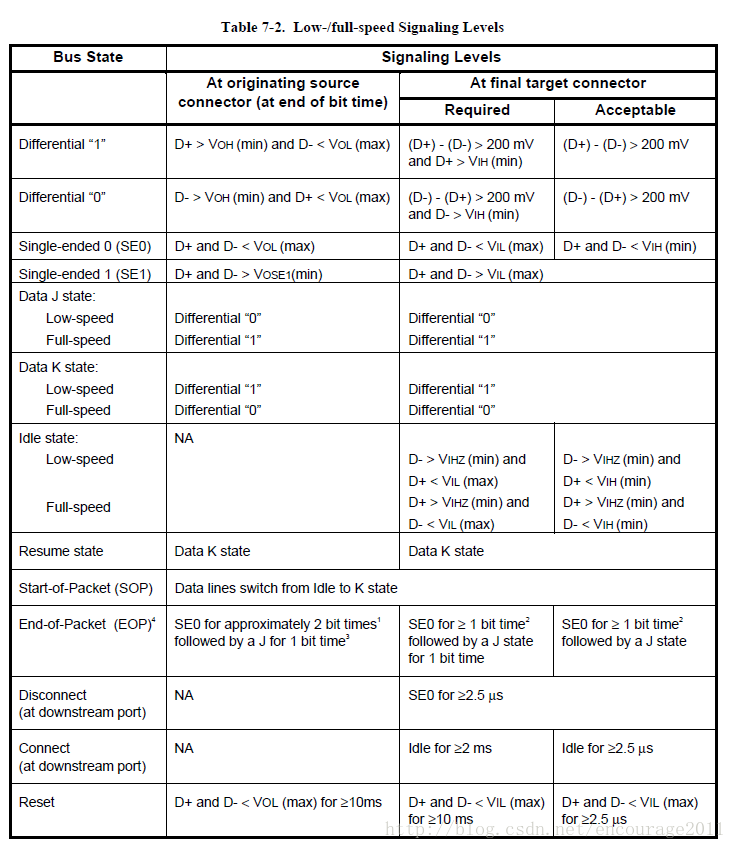 Table 7-2. Low-/full-speed Signaling Levels
Bus State
Signaling Levels
At originating source
connector (at end of bit time)
At final target connector
Required
Acceptable
Differential “1”
D+ > VOH (min) and D- < VOL (max)
(D+) - (D-) > 200 mV
and D+ > VIH (min)
(D+) - (D-) > 200 mV
Differential “0”
D- > VOH (min) and D+ < VOL (max)
(D-) - (D+) > 200 mV
and D- > VIH (min)
(D-) - (D+) > 200 mV
Single-ended 0 (SE0)
D+ and D- < VOL (max)
D+ and D- < VIL (max)
D+ and D- < VIH (min)
Single-ended 1 (SE1)
D+ and D- > VOSE1(min)
D+ and D- > VIL (max)
Data J state:
Low-speed
Differential “0”
Differential “0”
Full-speed
Differential “1”
Differential “1”
Data K state:
Low-speed
Differential “1”
Differential “1”
Full-speed
Differential “0”
Differential “0”
Idle state:
NA
Low-speed
D- > VIHZ (min) and
D+ < VIL (max)
D- > VIHZ (min) and
D+ < VIH (min)
Full-speed
D+ > VIHZ (min) and
D- < VIL (max)
D+ > VIHZ (min) and
D- < VIH (min)
Resume state
Data K state
Data K state
Start-of-Packet (SOP)
Data lines switch from Idle to K state
End-of-Packet (EOP)⁴
SE0 for approximately 2 bit times¹
followed by a J for 1 bit time³
SE0 for ≥ 1 bit time²
followed by a J state
for 1 bit time
SE0 for ≥ 1 bit time²
followed by a J state
Disconnect
(at downstream port)
NA
SE0 for ≥2.5 μs
Connect
(at downstream port)
NA
Idle for ≥2 ms
Idle for ≥2.5 μs
Reset
D+ and D- < VOL (max) for ≥10ms
D+ and D- < VIL (max)
for ≥10 ms
D+ and D- < VIL (max)
for ≥2.5 μs
http://blog.csdn.net/encourage2011